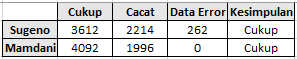 Cukup Cacat Data Error Kesimpulan
Sugeno 3612 2214 262 Cukup
Mamdani 4092 1996 0 Cukup